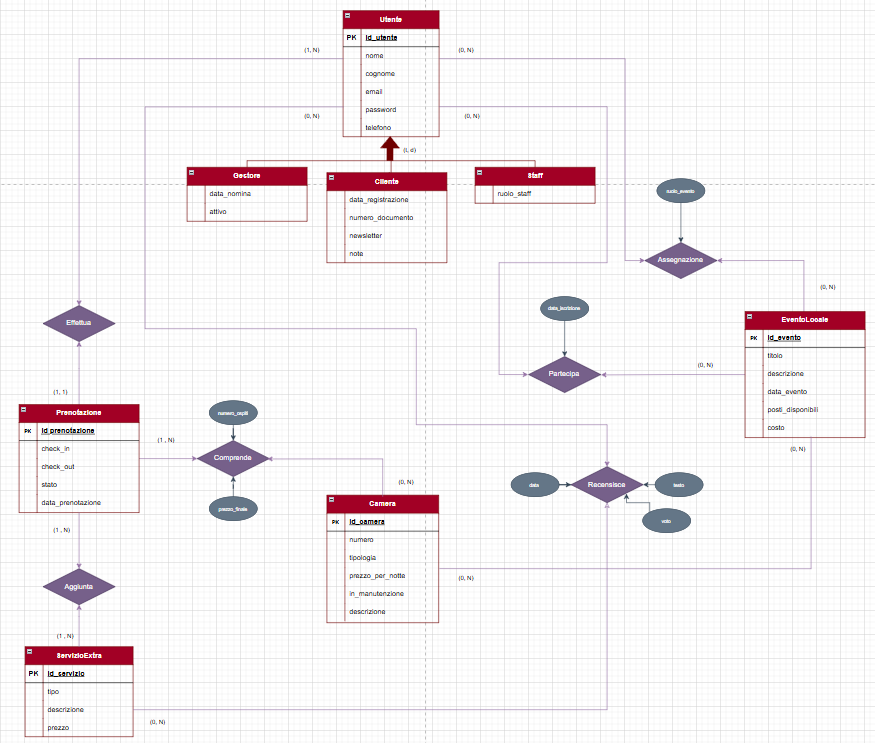 Utente
PK id_utente
(1, N)
(0, N)
nome
cognome
email
password
(0, N)
(0, N)
telefono
(t, d)
Gestore
data_nomina
attivo
Cliente
data_registrazione
numero_documento
newsletter
note
Staff
ruolo_staff
ruolo_evento
Assegnazione
(0, N)
Effettua
data_iscrizione
EventoLocale
PK id_evento
titolo
descrizione
data_evento
posti_disponibili
costo
(0, N)
Partecipa
(0, N)
(1, 1)
Prenotazione
PK id_prenotazione
check_in
check_out
stato
data_prenotazione
numero_ospiti
(1 , N)
Comprende
prezzo_finale
(0, N)
Recensisce
data
testo
voto
Camera
PK id_camera
numero
tipologia
prezzo_per_notte
in_manutenzione
descrizione
(0, N)
(1 , N)
Aggiunta
(1 , N)
ServizioExtra
PK id_servizio
tipo
descrizione
prezzo
(0, N)